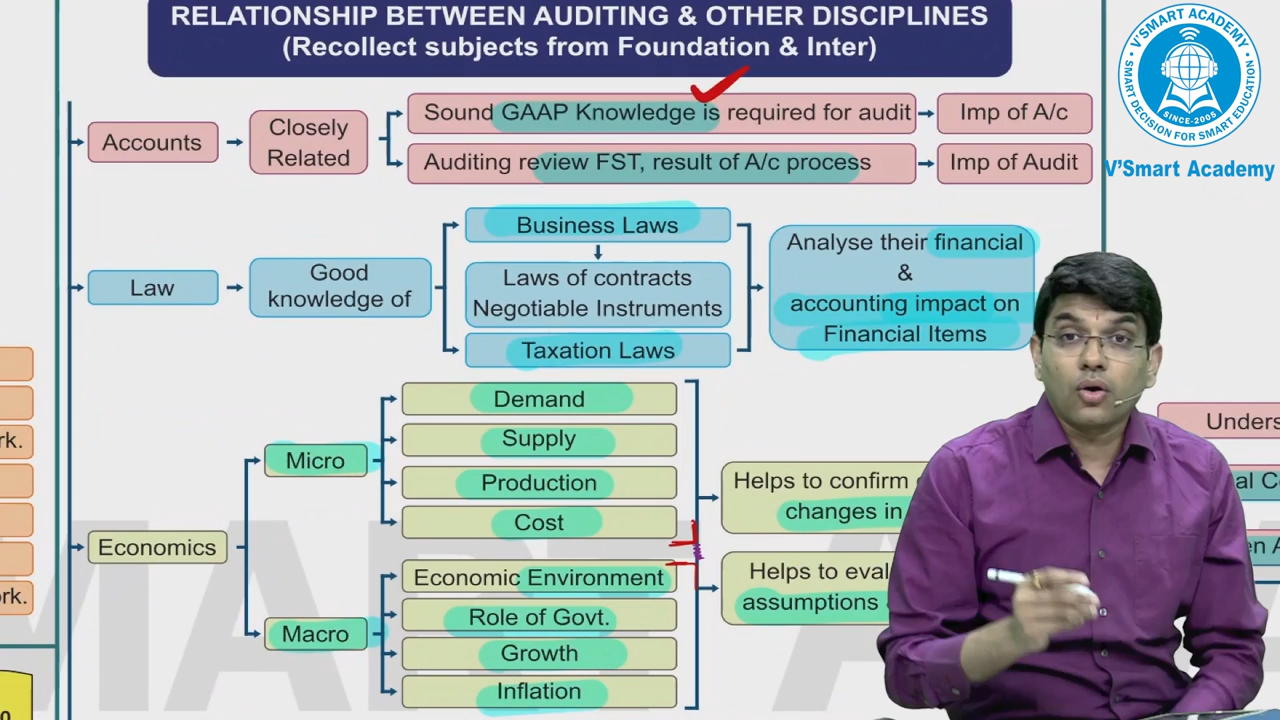 RELATIONSHIP BETWEEN AUDITING & OTHER DISCIPLINES
(Recollect subjects from Foundation & Inter)
V'SMART ACADEMY
SMART DECISION FOR SMART EDUCATION
SINCE-2005
V'Smart Academy
Accounts
Closely
Related
Sound GAAP Knowledge is required for audit
Imp of A/c
Auditing review FST, result of A/c process
Imp of Audit
Law
Good
knowledge of
Business Laws
Laws of contracts
Negotiable Instruments
Taxation Laws
Analyse their financial
&
accounting impact on
Financial Items
Economics
Micro
Demand
Supply
Production
Cost
Helps to confirm
changes in
Macro
Economic Environment
Role of Govt.
Growth
Inflation
Helps to eval
assumptions
rk.
ork.
Unders
al C
en A